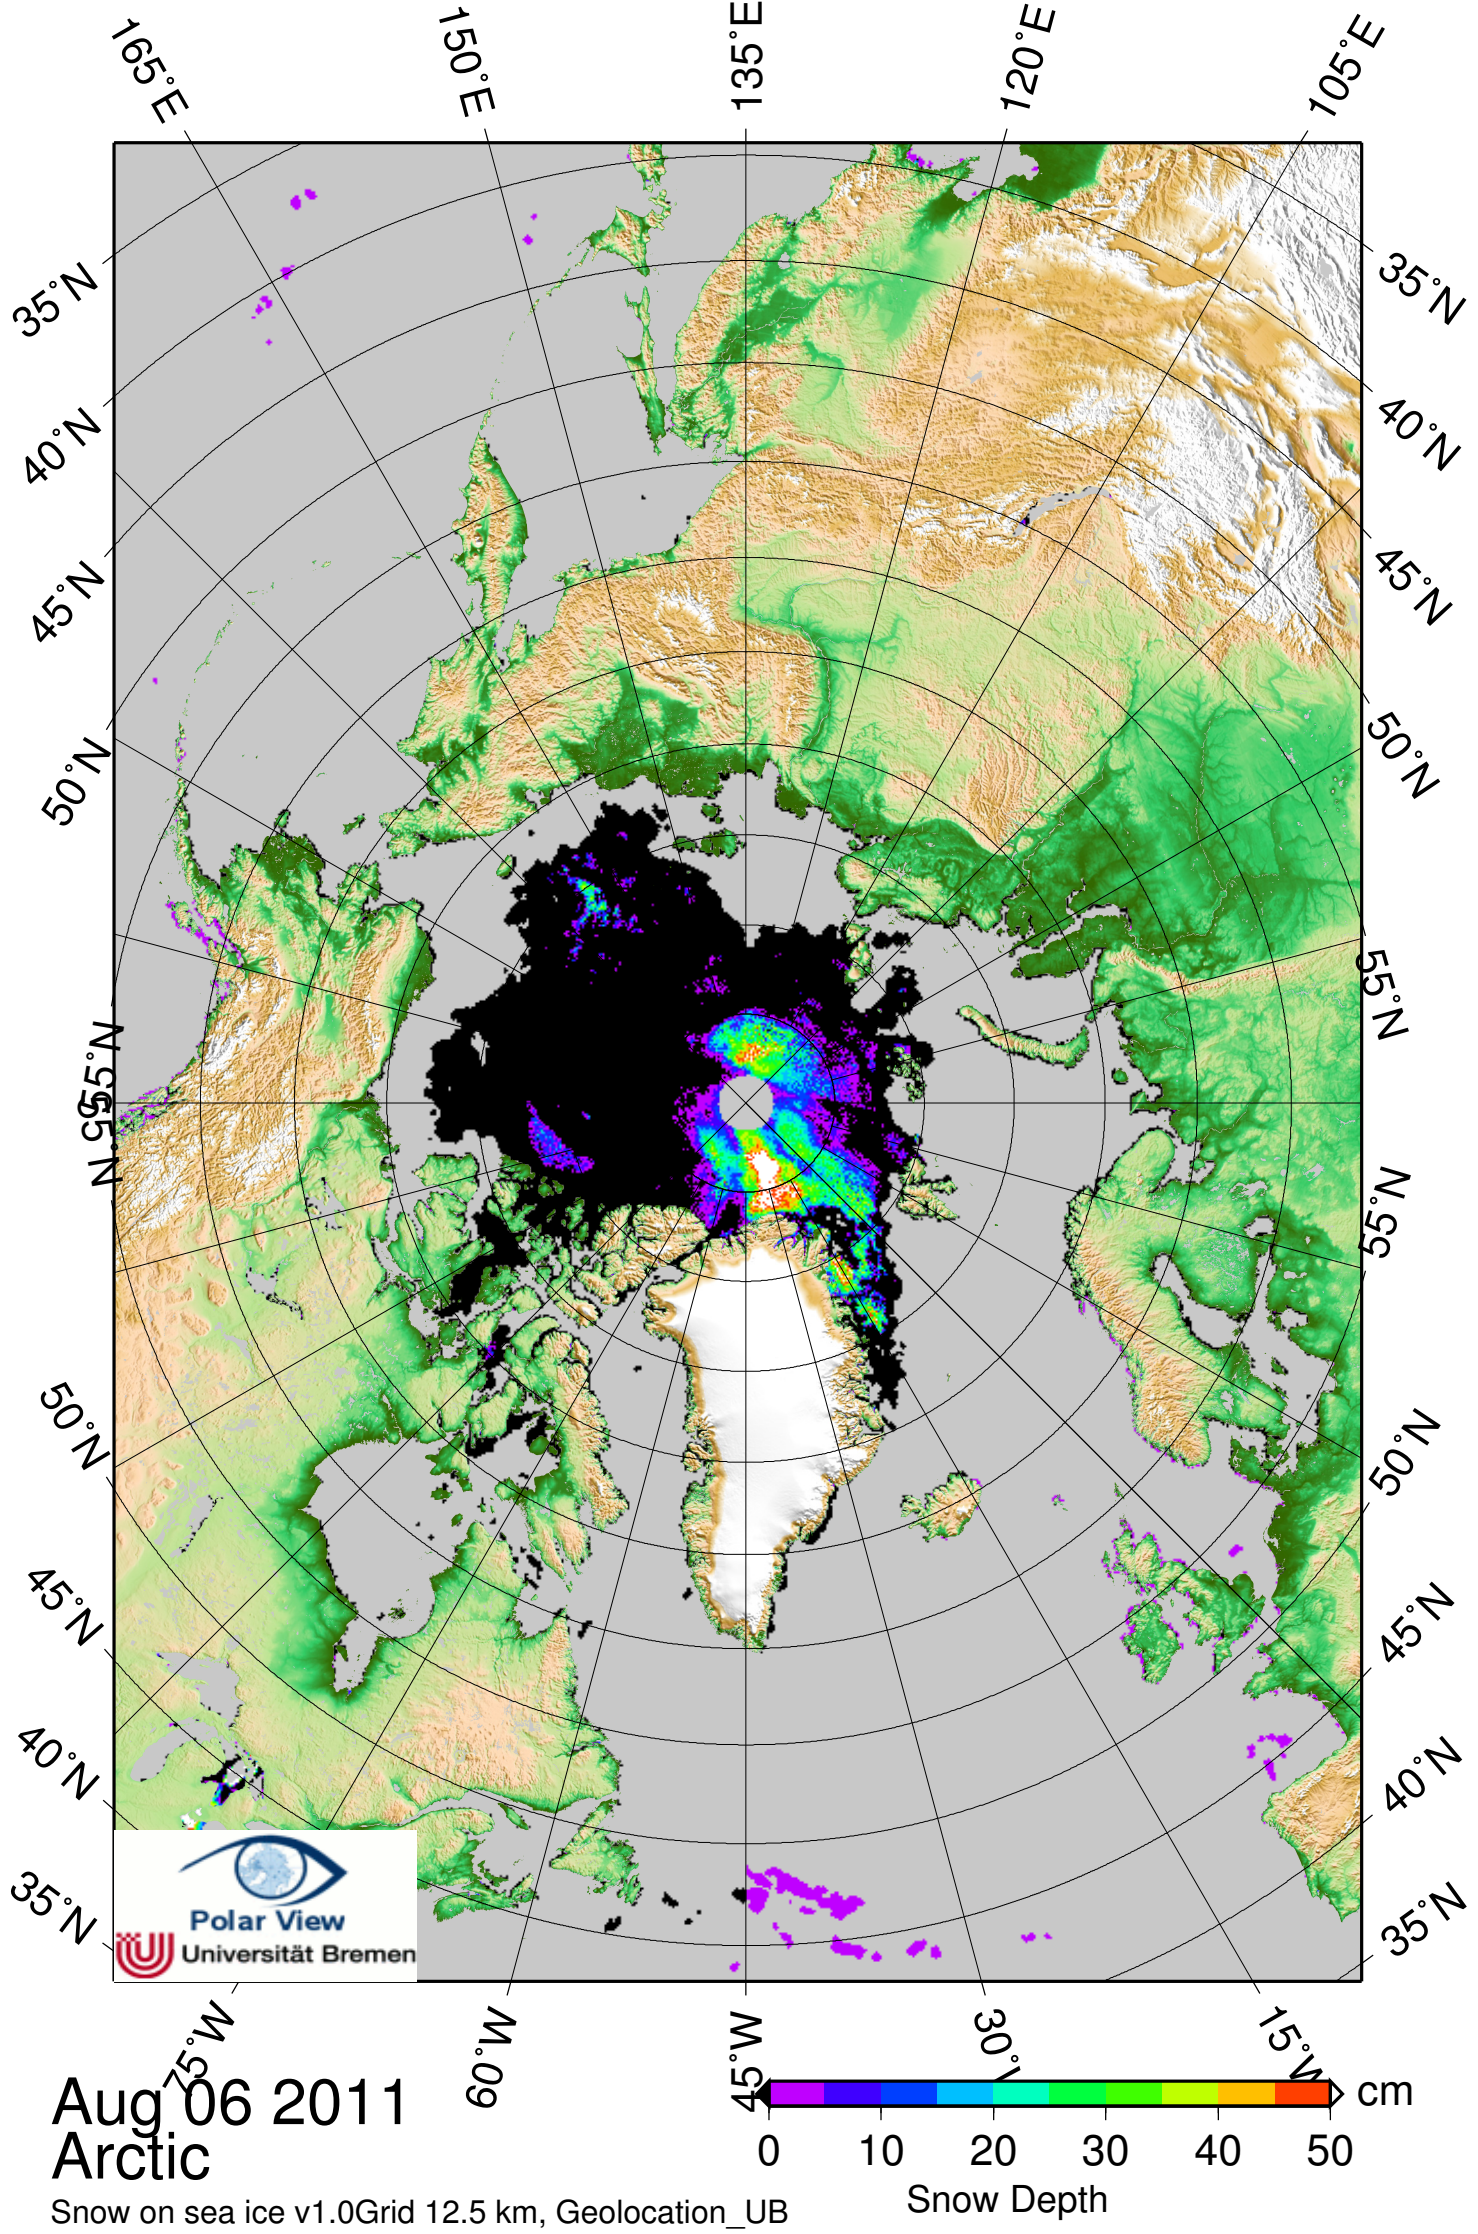 165°E 150°E 135°E 120°E 105°E
35°N 35°N
40°N 40°N
45°N 45°N
50°N 50°N
55°N 55°N
55°N 55°N
50°N 50°N
45°N 45°N
40°N 40°N
35°N 35°N
Polar View
Universität Bremen
75°W 60°W 45°W 30° 15°W
Aug 06 2011
Arctic
Snow on sea ice v1.0Grid 12.5 km, Geolocation_UB
cm
0 10 20 30 40 50
Snow Depth